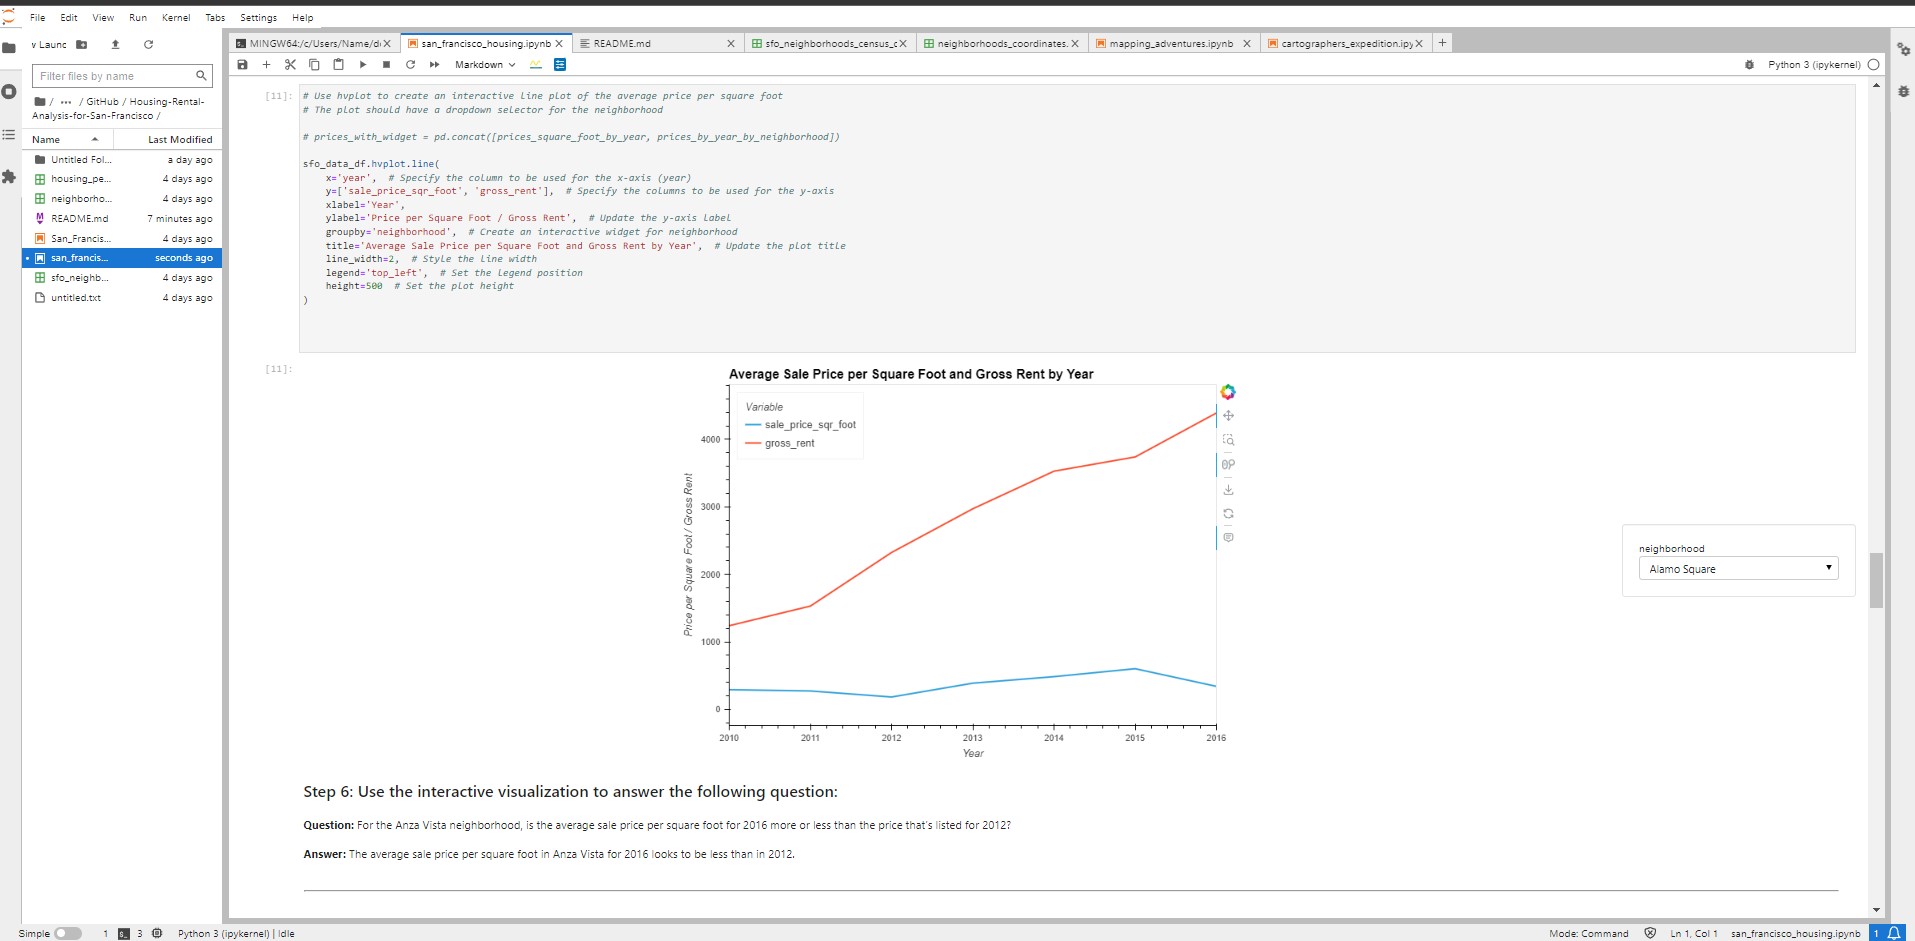 File Edit View Run Kernel Tabs Settings Help
v Launc
MINGW64:/c/Users/Name/d
san_francisco_housing.ipynb
README.md
sfo_neighborhoods_census_c
neighborhoods_coordinates.
mapping_adventures.ipynb
cartographers_expedition.ipy
Markdown
Python 3 (ipykernel)
Filter files by name
/ ··· / GitHub / Housing-Rental-
Analysis-for-San-Francisco /
Name Last Modified
Untitled Fol... a day ago
housing_pe... 4 days ago
neighborho... 4 days ago
README.md 7 minutes ago
San_Francis... 4 days ago
san_francis... seconds ago
sfo_neighb... 4 days ago
untitled.txt 4 days ago
[11]:
# Use hvplot to create an interactive line plot of the average price per square foot
# The plot should have a dropdown selector for the neighborhood
# prices_with_widget = pd.concat([prices_square_foot_by_year, prices_by_year_by_neighborhood])
sfo_data_df.hvplot.line(
x='year', # Specify the column to be used for the x-axis (year)
y=['sale_price_sqr_foot', 'gross_rent'], # Specify the columns to be used for the y-axis
xlabel='Year',
ylabel='Price per Square Foot / Gross Rent', # Update the y-axis label
groupby='neighborhood', # Create an interactive widget for neighborhood
title='Average Sale Price per Square Foot and Gross Rent by Year', # Update the plot title
line_width=2, # Style the line width
legend='top_left', # Set the legend position
height=500 # Set the plot height
)
[11]:
Average Sale Price per Square Foot and Gross Rent by Year
Variable
sale_price_sqr_foot
gross_rent
4000
3000
2000
1000
0
Price per Square Foot / Gross Rent
2010 2011 2012 2013 2014 2015 2016
Year
neighborhood
Alamo Square
Step 6: Use the interactive visualization to answer the following question:
Question: For the Anza Vista neighborhood, is the average sale price per square foot for 2016 more or less than the price that's listed for 2012?
Answer: The average sale price per square foot in Anza Vista for 2016 looks to be less than in 2012.
Simple 1 3 Python 3 (ipykernel) | Idle
Mode: Command Ln 1, Col 1 san_francisco_housing.ipynb 1